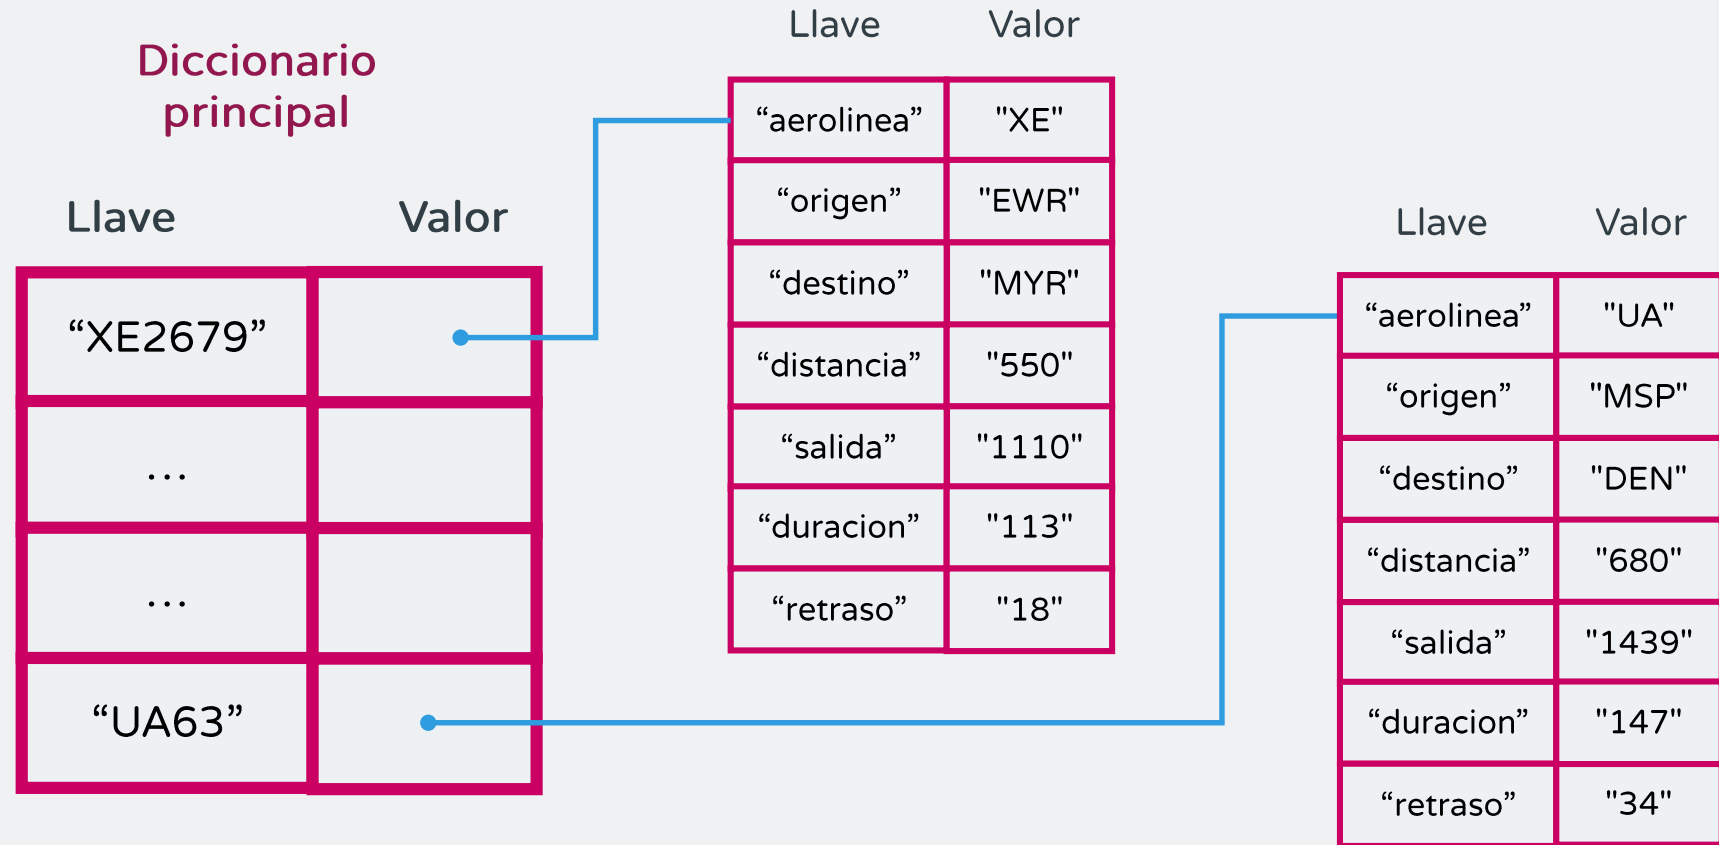 Diccionario
principal
Llave Valor
“XE2679”
...
...
“UA63”
Llave Valor
“aerolinea” "XE"
“origen” "EWR"
“destino” "MYR"
“distancia” "550"
“salida” "1110"
“duracion” "113"
“retraso” "18"
Llave Valor
“aerolinea” "UA"
“origen” "MSP"
“destino” "DEN"
“distancia” "680"
“salida” "1439"
“duracion” "147"
“retraso” "34"